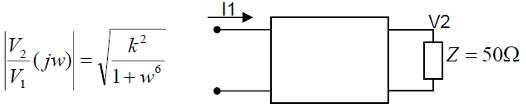 |V₂/V₁ (jw)| = √(k²/(1+w⁶))
I1
V2
Z = 50Ω